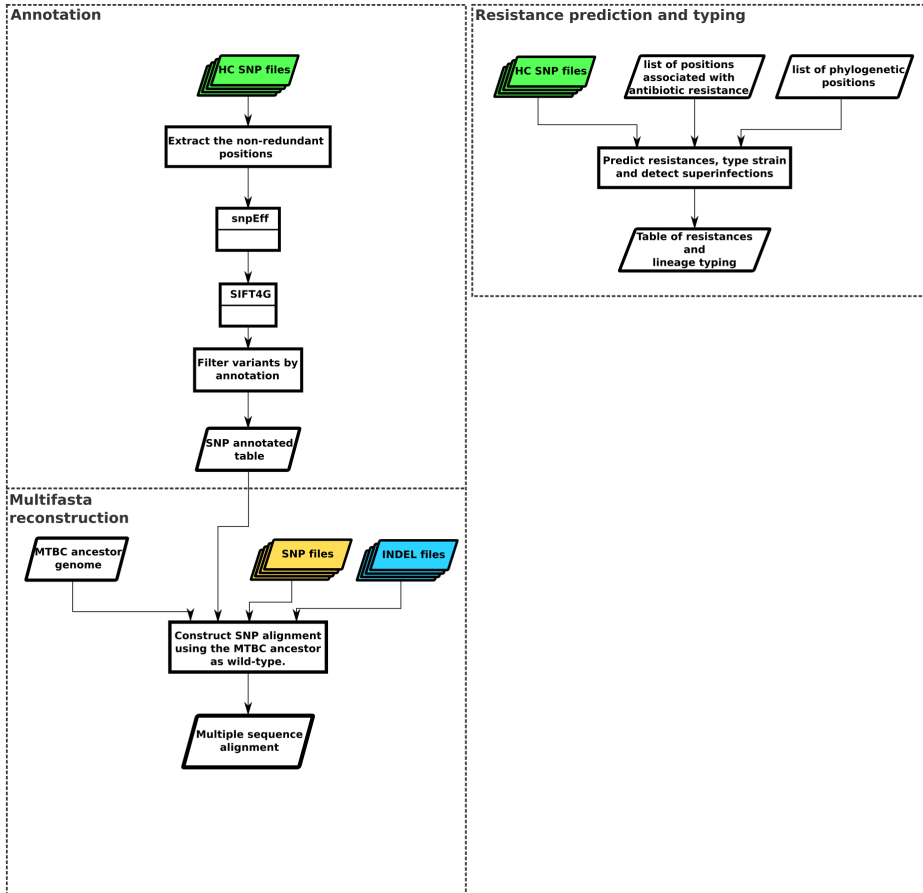 Annotation
HC SNP files
Extract the non-redundant
positions
snpEff
SIFT4G
Filter variants by
annotation
SNP annotated
table
Multifasta
reconstruction
MTBC ancestor
genome
SNP files
INDEL files
Construct SNP alignment
using the MTBC ancestor
as wild-type.
Multiple sequence
alignment
Resistance prediction and typing
HC SNP files
list of positions
associated with
antibiotic resistance
list of phylogenetic
positions
Predict resistances, type strain
and detect superinfections
Table of resistances
and
lineage typing